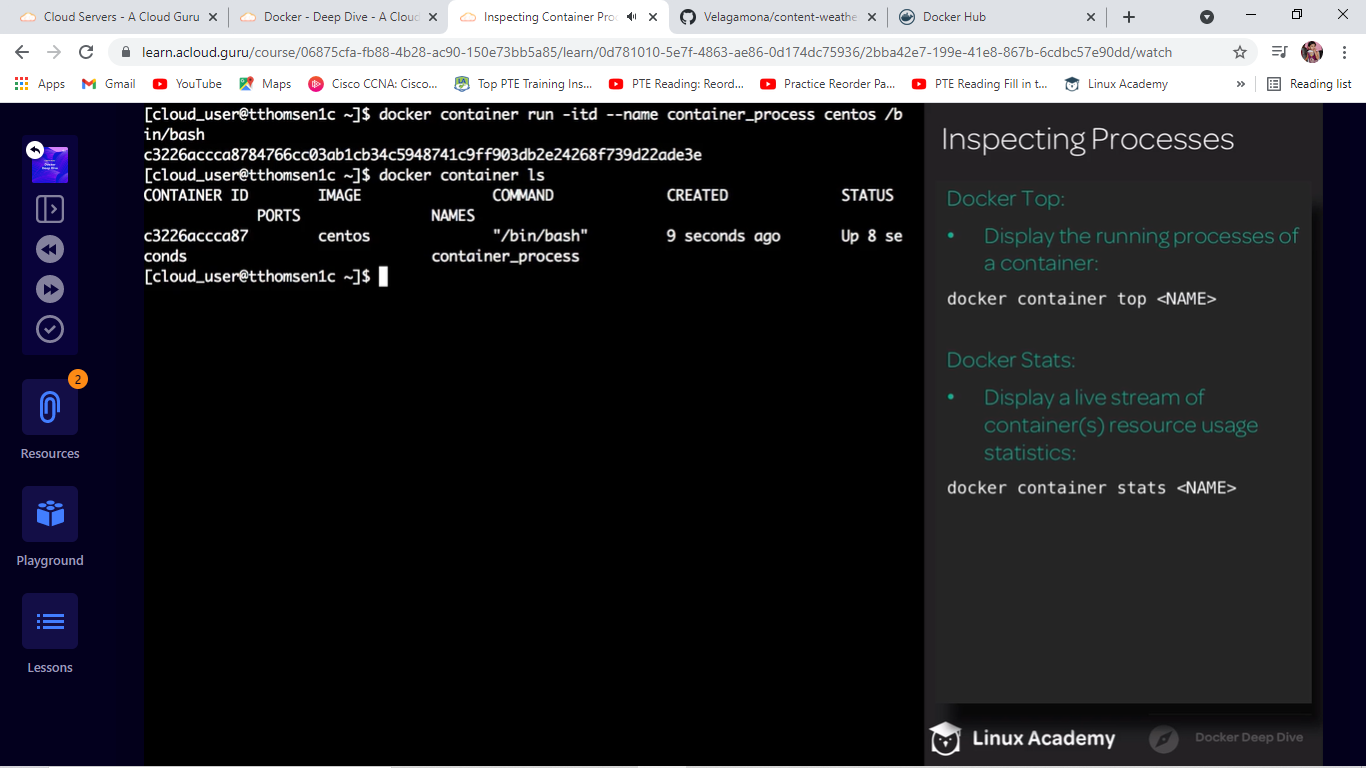 Cloud Servers - A Cloud Guru
Docker - Deep Dive - A Cloud
Inspecting Container Pro
Velagamona/content-weathe
Docker Hub
learn.acloud.guru/course/06875cfa-fb88-4b28-ac90-150e73bb5a85/learn/0d781010-5e7f-4863-ae86-0d174dc75936/2bba42e7-199e-41e8-867b-6cdbc57e90dd/watch
Apps
Gmail
YouTube
Maps
Cisco CCNA: Cisco...
Top PTE Training Ins...
PTE Reading: Reord...
Practice Reorder Pa...
PTE Reading Fill in t...
Linux Academy
»
Reading list
Docker
Deep Dive
2
Resources
Playground
Lessons
[cloud_user@tthomsen1c ~]$ docker container run -itd --name container_process centos /b
in/bash
c3226accca8784766cc03ab1cb34c5948741c9ff903db2e24268f739d22ade3e
[cloud_user@tthomsen1c ~]$ docker container ls
CONTAINER ID IMAGE COMMAND CREATED STATUS
PORTS NAMES
c3226accca87 centos "/bin/bash" 9 seconds ago Up 8 se
conds container_process
[cloud_user@tthomsen1c ~]$
Inspecting Processes
Docker Top:
• Display the running processes of
a container:
docker container top <NAME>
Docker Stats:
• Display a live stream of
container(s) resource usage
statistics:
docker container stats <NAME>
Linux Academy
Docker Deep Dive